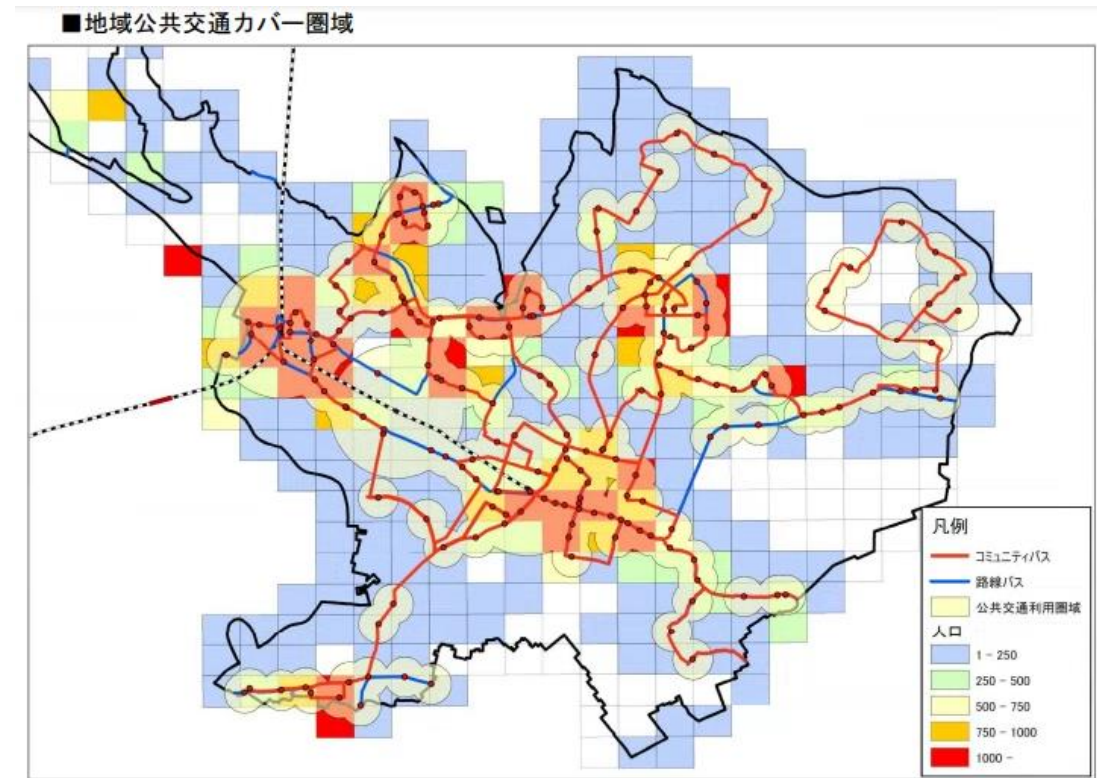 ■地域公共交通カバー圏域
凡例
コミュニティバス
路線バス
公共交通利用圏域
人口
1 - 250
250 - 500
500 - 750
750 - 1000
1000 -